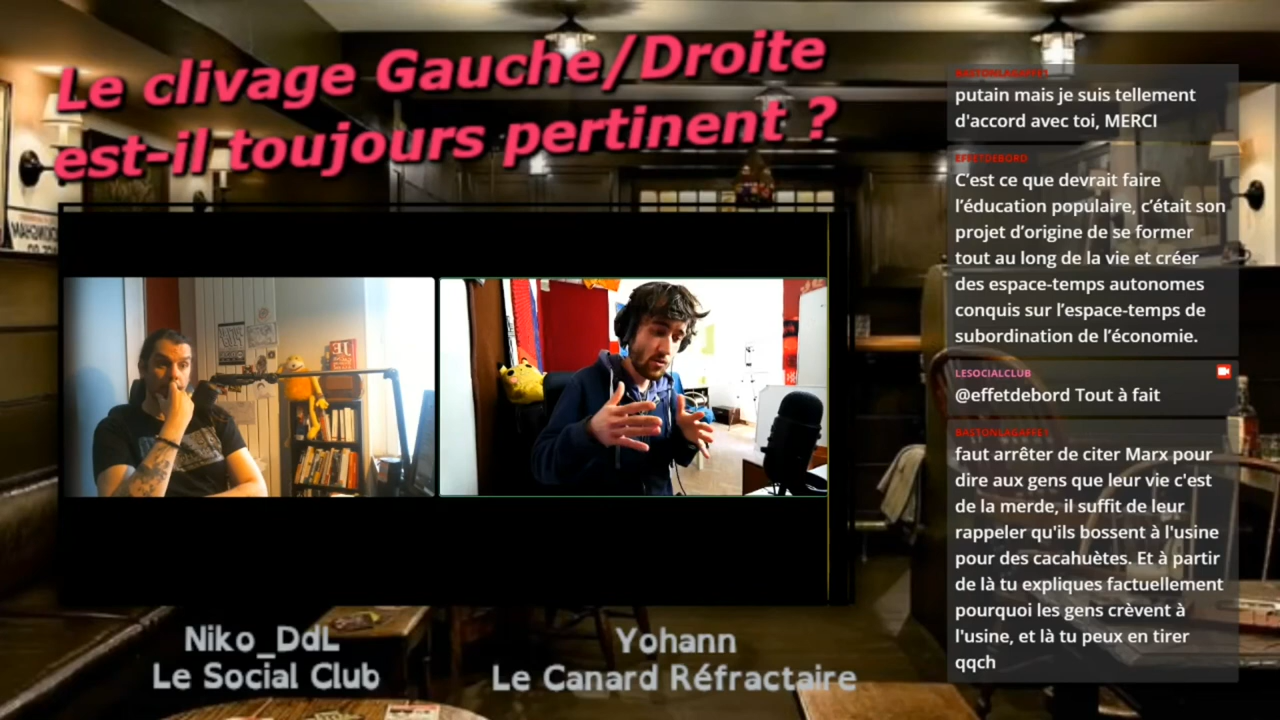 Le clivage Gauche/Droite
est-il toujours pertinent ?
putain mais je suis tellement
d'accord avec toi, MERCI
EFFETDEBORD
C’est ce que devrait faire
l’éducation populaire, c’était son
projet d’origine de se former
tout au long de la vie et créer
des espace-temps autonomes
conquis sur l’espace-temps de
subordination de l’économie.
LESOCIALCLUB
@effetdebord Tout à fait
faut arrêter de citer Marx pour
dire aux gens que leur vie c'est
de la merde, il suffit de leur
rappeler qu'ils bossent à l'usine
pour des cacahuètes. Et à partir
de là tu expliques factuellement
pourquoi les gens crèvent à
l'usine, et là tu peux en tirer
qqch
Niko_DdL
Le Social Club
Yohann
Le Canard Réfractaire